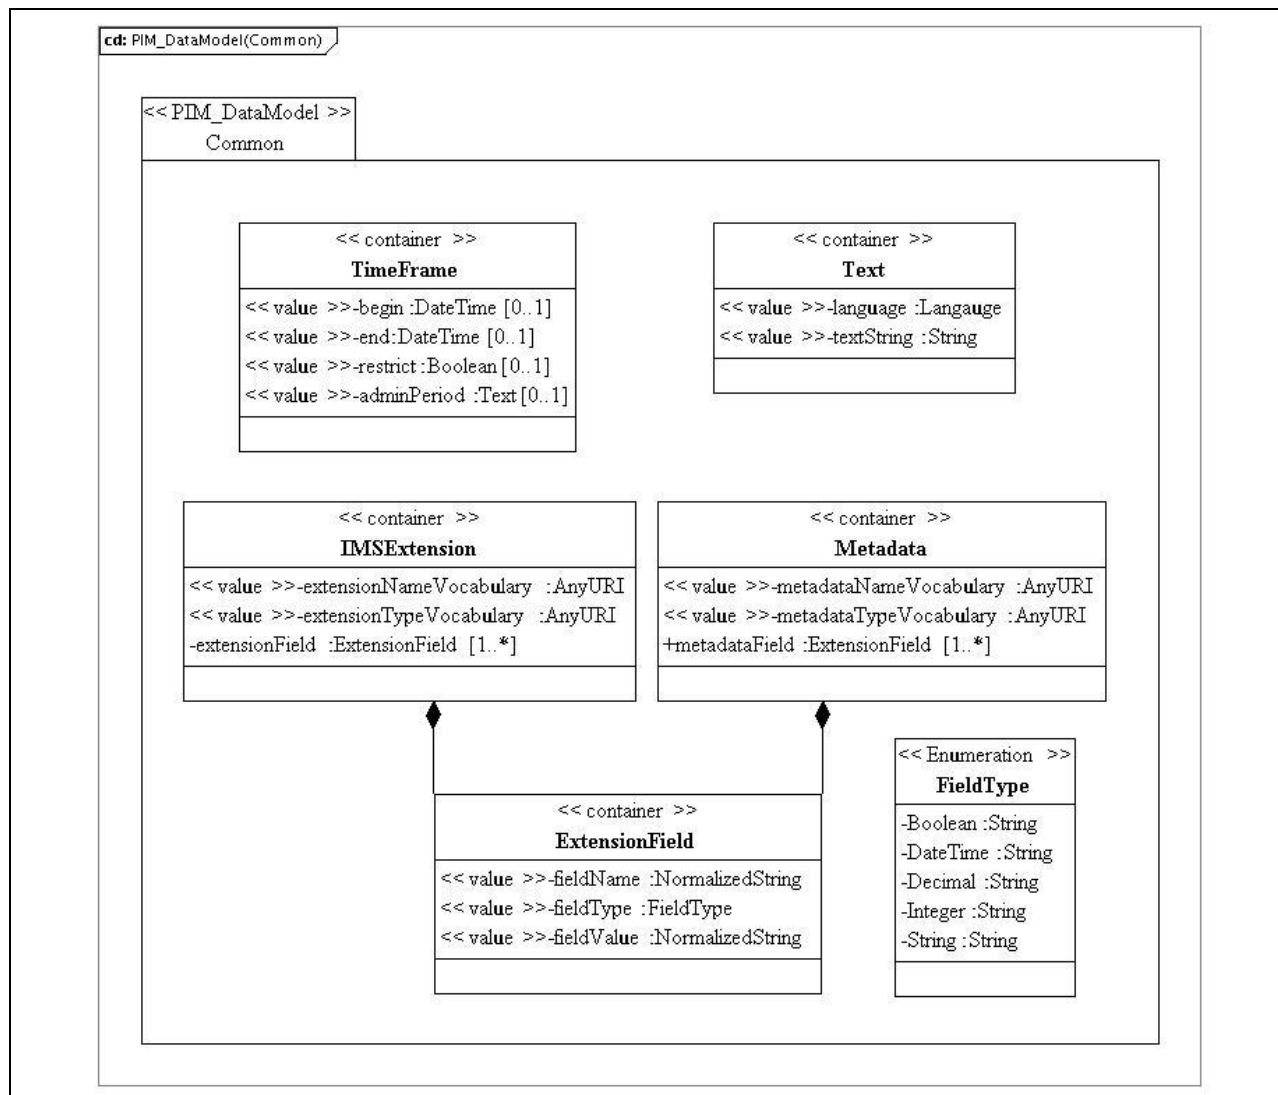 cd: PIM_DataModel(Common)
<< PIM_DataModel >>
Common
<< container >>
TimeFrame
<< value >>-begin :DateTime [0..1]
<< value >>-end:DateTime [0..1]
<< value >>-restrict :Boolean [0..1]
<< value >>-adminPeriod :Text [0..1]
<< container >>
Text
<< value >>-language :Langauge
<< value >>-textString :String
<< container >>
IMSExtension
<< value >>-extensionNameVocabulary :AnyURI
<< value >>-extensionTypeVocabulary :AnyURI
-extensionField :ExtensionField [1..*]
<< container >>
Metadata
<< value >>-metadataNameVocabulary :AnyURI
<< value >>-metadataTypeVocabulary :AnyURI
+metadataField :ExtensionField [1..*]
<< container >>
ExtensionField
<< value >>-fieldName :NormalizedString
<< value >>-fieldType :FieldType
<< value >>-fieldValue :NormalizedString
<< Enumeration >>
FieldType
-Boolean :String
-DateTime :String
-Decimal :String
-Integer :String
-String :String